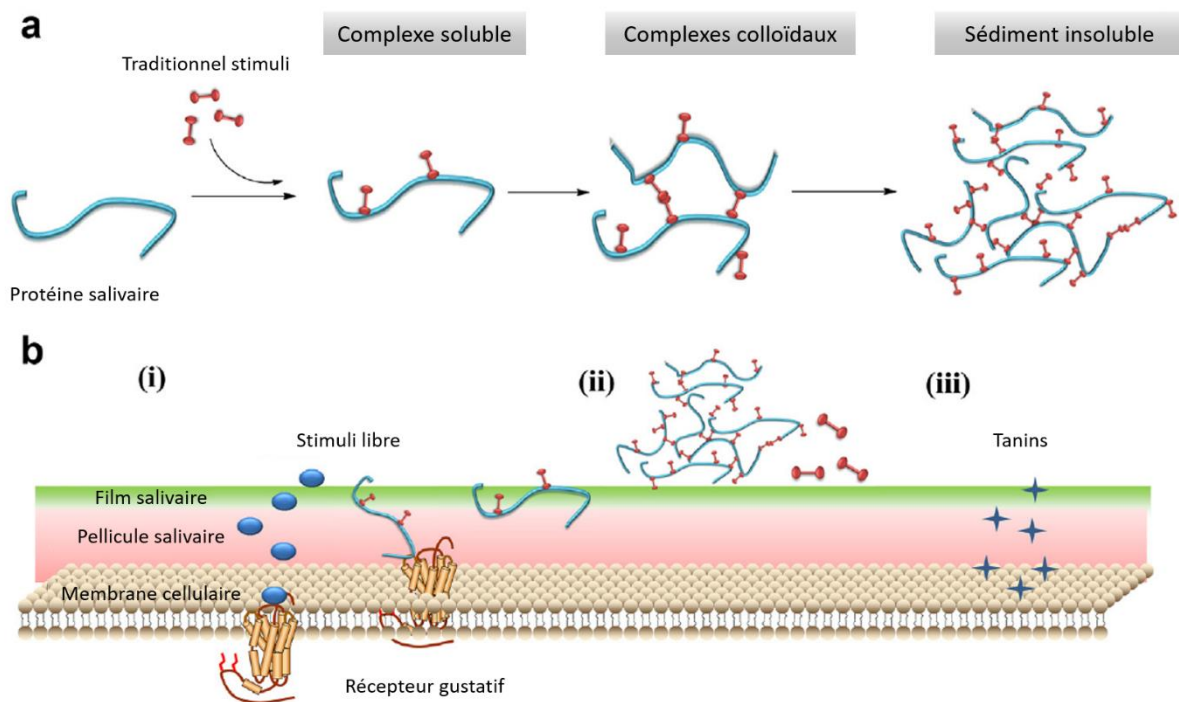 a
Complexe soluble
Complexes colloïdaux
Sédiment insoluble
Traditionnel stimuli
Protéine salivaire
b
(i)
(ii)
(iii)
Stimuli libre
Tanins
Film salivaire
Pellicule salivaire
Membrane cellulaire
Récepteur gustatif